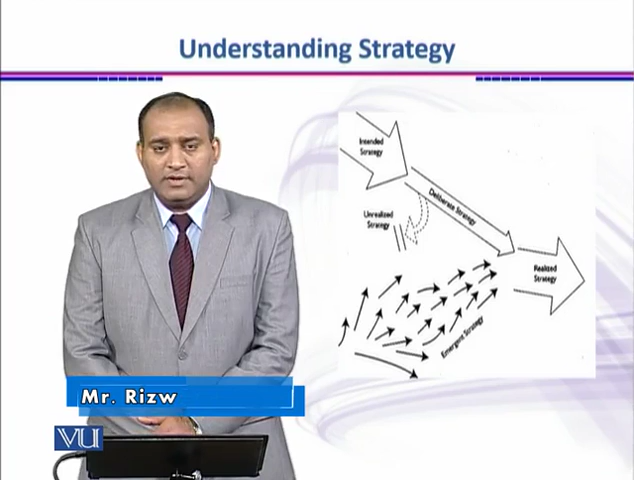 Understanding Strategy
Intended
Strategy
Deliberate Strategy
Unrealized
Strategy
Realized
Strategy
Emergent Strategy
Mr. Rizw
VU